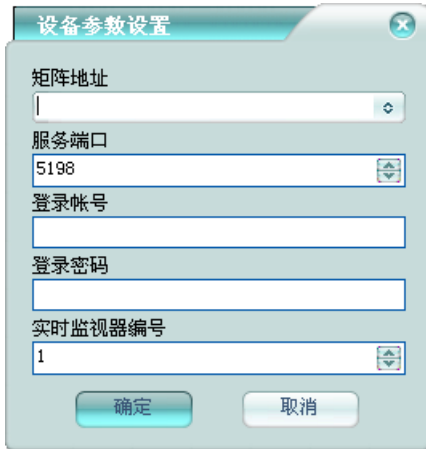 设备参数设置
矩阵地址
服务端口
5198
登录帐号
登录密码
实时监视器编号
1
确定 取消